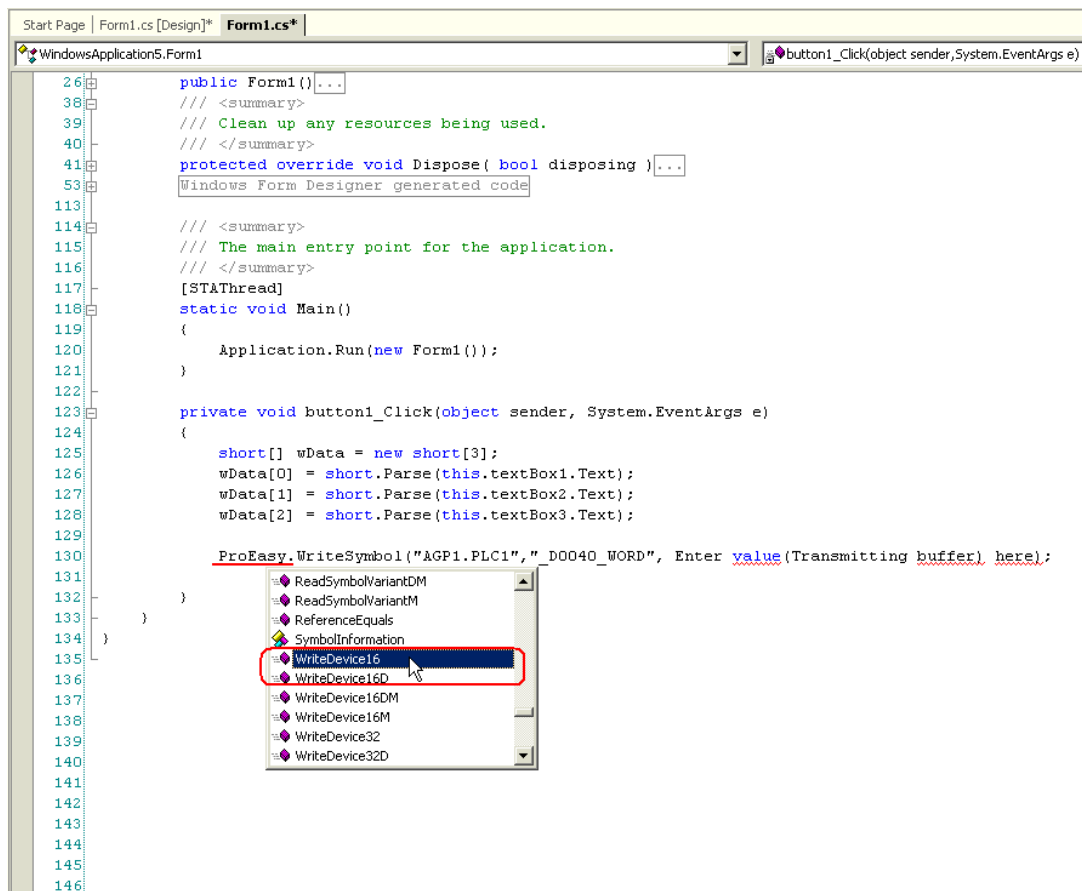 Start Page Form1.cs [Design]* Form1.cs*
WindowsApplication5.Form1 button1_Click(object sender,System.EventArgs e)
26 public Form1()...
38 /// <summary>
39 /// Clean up any resources being used.
40 /// </summary>
41 protected override void Dispose( bool disposing )...
53 Windows Form Designer generated code
113
114 /// <summary>
115 /// The main entry point for the application.
116 /// </summary>
117 [STAThread]
118 static void Main()
119 {
120 Application.Run(new Form1());
121 }
122
123 private void button1_Click(object sender, System.EventArgs e)
124 {
125 short[] wData = new short[3];
126 wData[0] = short.Parse(this.textBox1.Text);
127 wData[1] = short.Parse(this.textBox2.Text);
128 wData[2] = short.Parse(this.textBox3.Text);
129
130 ProEasy.WriteSymbol("AGP1.PLC1","_D0040_WORD", Enter value(Transmitting buffer) here);
131 ReadSymbolVariantDM
132 } ReadSymbolVariantM
133 } ReferenceEquals
134 } SymbolInformation
135 WriteDevice16
136 WriteDevice16D
137 WriteDevice16DM
138 WriteDevice16M
139 WriteDevice32
140 WriteDevice32D
141
142
143
144
145
146